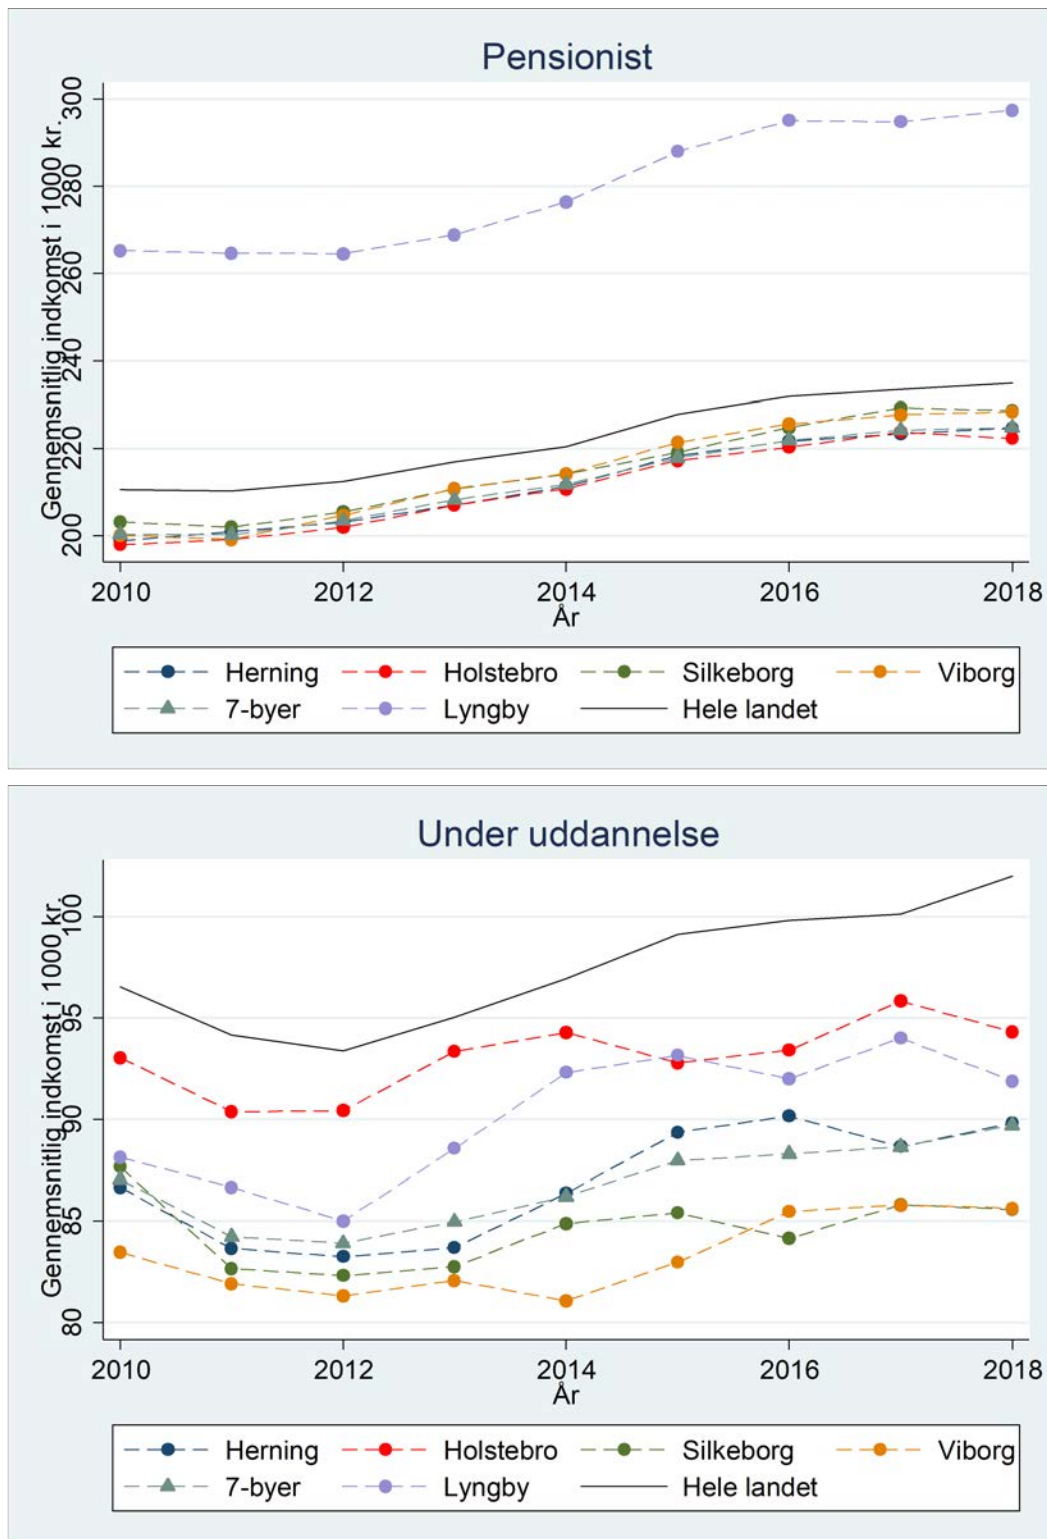 Pensionist
Gennemsnitlig indkomst i 1000 kr.
300
280
260
240
220
200
2010 2012 2014 2016 2018
År
Herning Holstebro Silkeborg Viborg
7-byer Lyngby Hele landet
Under uddannelse
Gennemsnitlig indkomst i 1000 kr.
100
95
90
85
80
2010 2012 2014 2016 2018
År
Herning Holstebro Silkeborg Viborg
7-byer Lyngby Hele landet